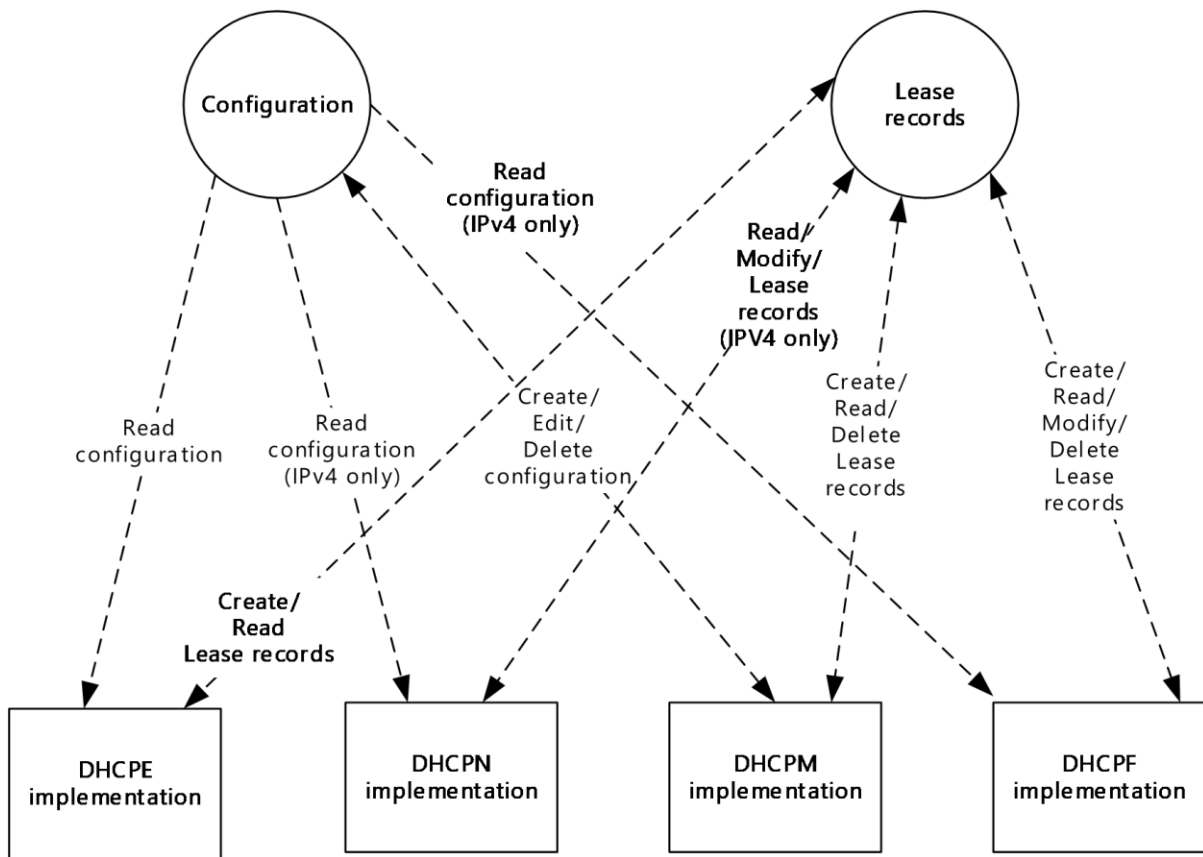 Configuration
Lease
records
Read
configuration
(IPv4 only)
Read/
Modify/
Lease
records
(IPV4 only)
Read
configuration
Read
configuration
(IPv4 only)
Create/
Edit/
Delete
configuration
Create/
Read/
Delete
Lease
records
Create/
Read/
Modify/
Delete
Lease
records
Create/
Read
Lease records
DHCPE
implementation
DHCPN
implementation
DHCPM
implementation
DHCPF
implementation